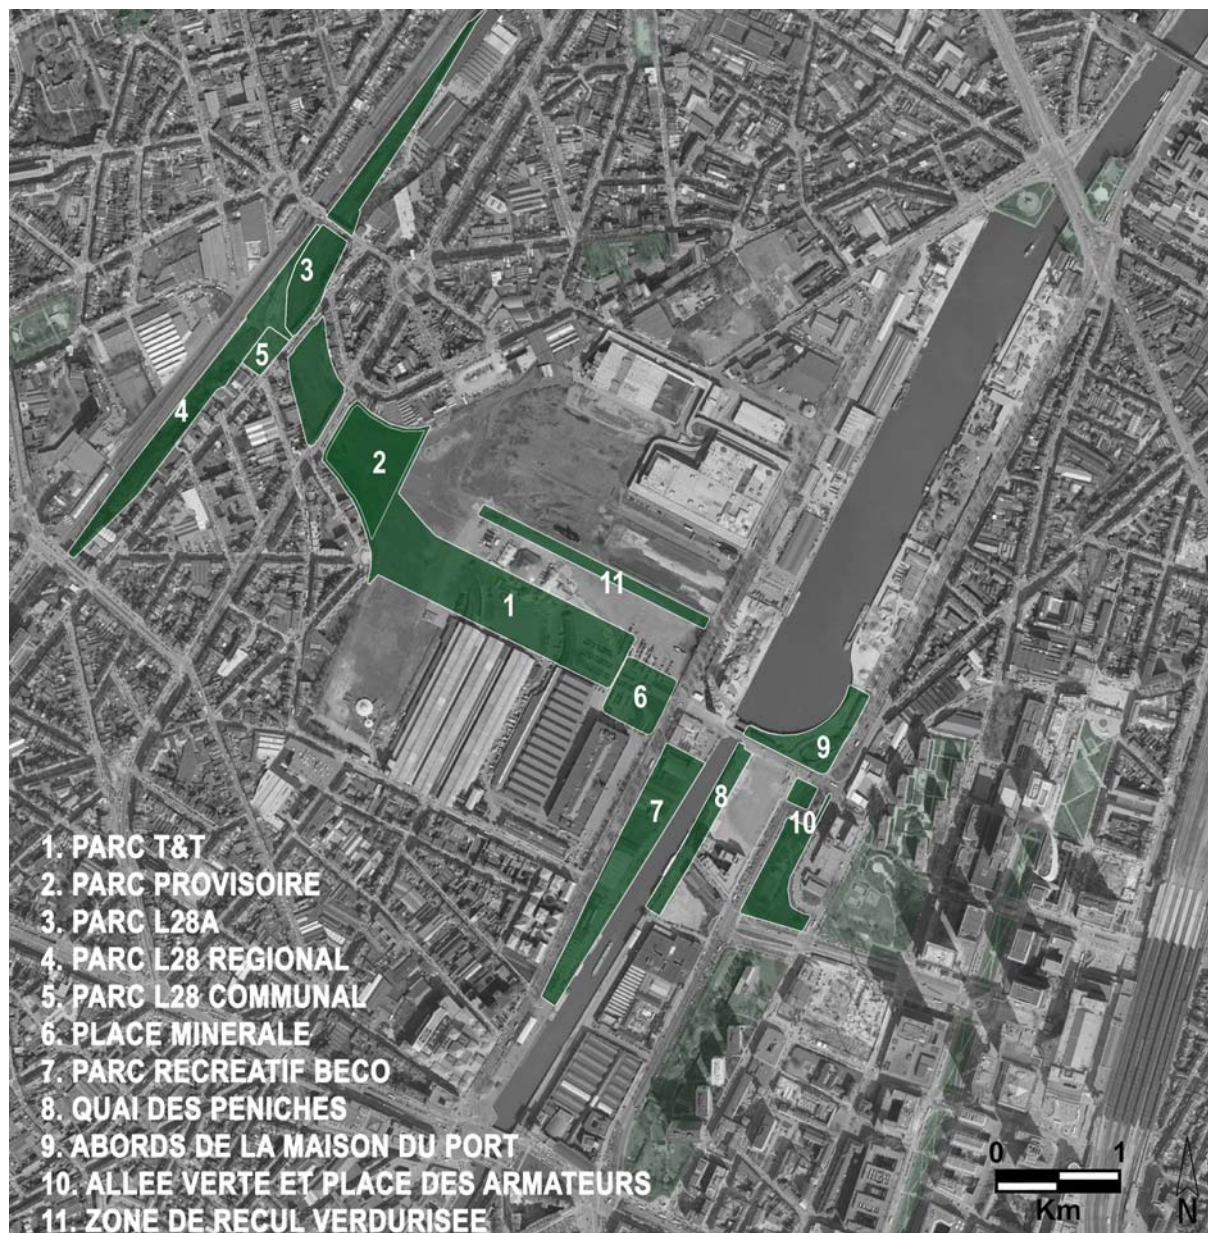 3
5
4
2
11
1
6
9
8
7
10
1. PARC T&T
2. PARC PROVISOIRE
3. PARC L28A
4. PARC L28 REGIONAL
5. PARC L28 COMMUNAL
6. PLACE MINERALE
7. PARC RECREATIF BECO
8. QUAI DES PENICHES
9. ABORDS DE LA MAISON DU PORT
10. ALLEE VERTE ET PLACE DES ARMATEURS
11. ZONE DE RECUL VERDURISEE
0 1
Km
N